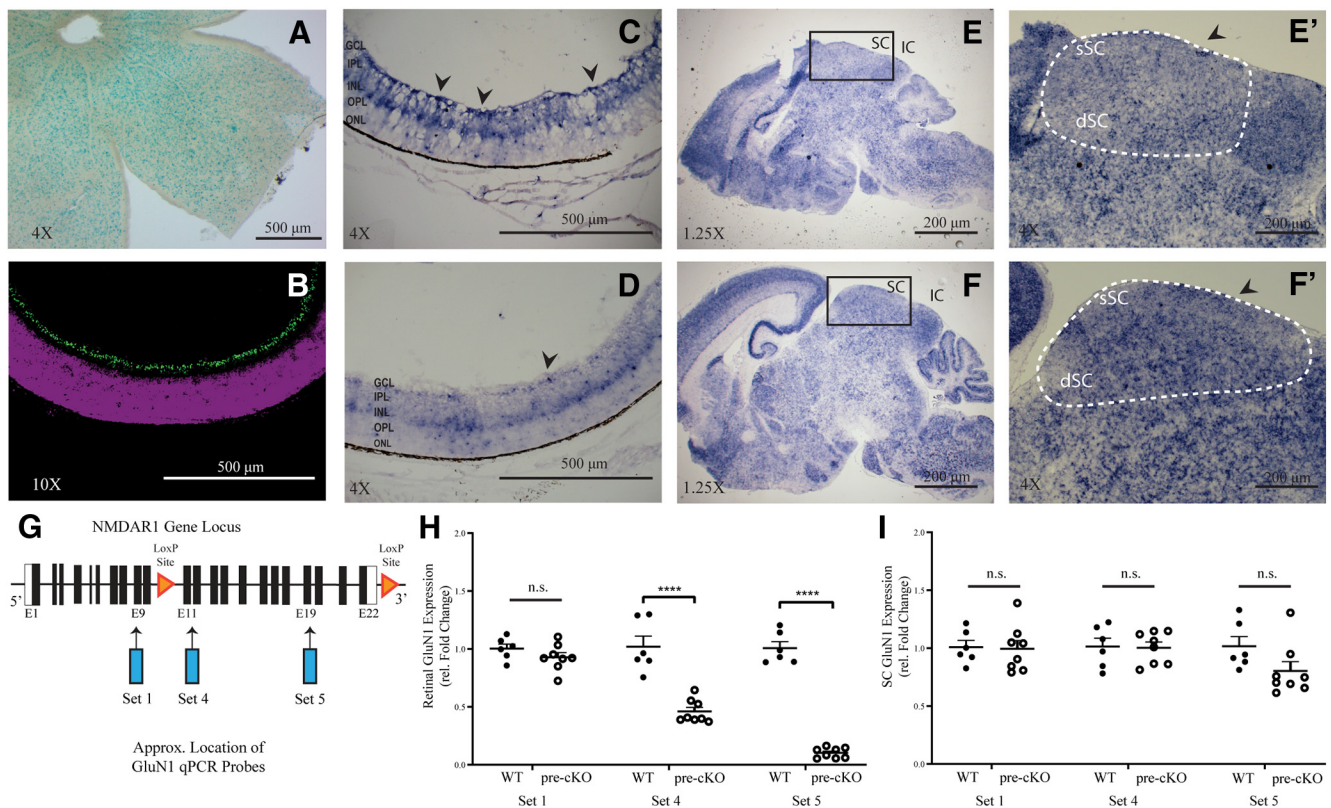 A
4X
500 µm
B
10X
500 µm
C
GCL
IPL
INL
OPL
ONL
4X
500 µm
D
GCL
IPL
INL
OPL
ONL
4X
500 µm
E
SC
IC
1.25X
200 µm
E'
sSC
dSC
4X
200 µm
F
SC
IC
1.25X
200 µm
F'
sSC
dSC
4X
200 µm
G
NMDAR1 Gene Locus
LoxP
Site
LoxP
Site
5'
3'
E1
E9
E11
E19
E22
Set 1
Set 4
Set 5
Approx. Location of
GluN1 qPCR Probes
H
Retinal GluN1 Expression
(rel. Fold Change)
2.0
1.5
1.0
0.5
0.0
n.s.
****
****
WT pre-cKO WT pre-cKO WT pre-cKO
Set 1 Set 4 Set 5
I
SC GluN1 Expression
(rel. Fold Change)
2.0
1.5
1.0
0.5
0.0
n.s.
n.s.
n.s.
WT pre-cKO WT pre-cKO WT pre-cKO
Set 1 Set 4 Set 5